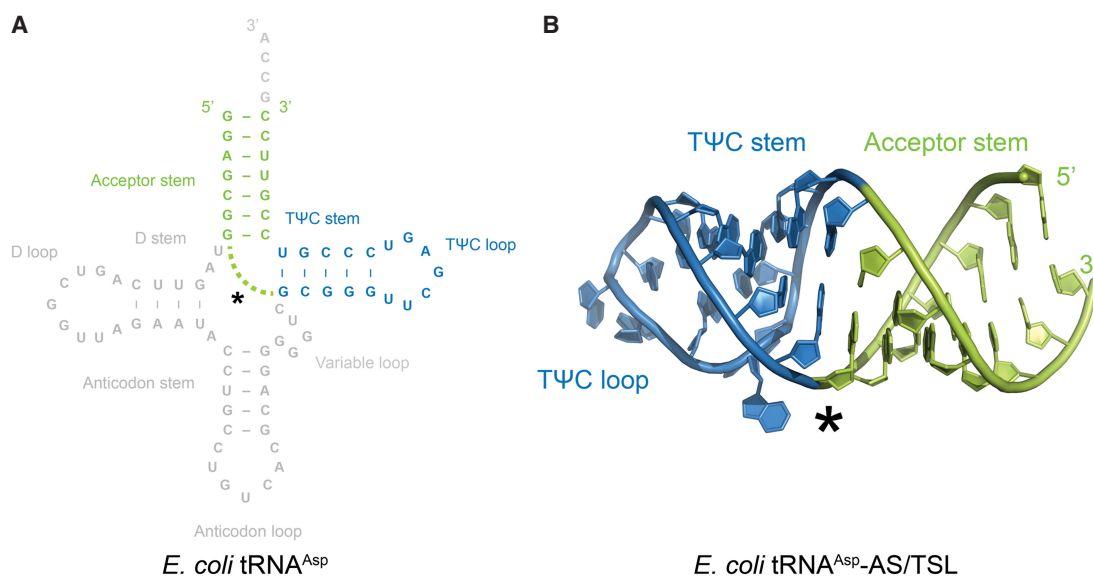 A
3'
A
C
C
G
5' 3'
G – C
G – C
A – U
G – U
C – G
G – C
G – C
Acceptor stem
TΨC stem
U G C C C U G A
TΨC loop
G
G C G G G U U C
D loop
D stem
U
A
C U G A C U U G
G
G
U U A G A A U
A
*
C
U
G
G
Variable loop
Anticodon stem
C – G
C – G
U – A
G – C
C – G
C C
U A
G C
U
Anticodon loop
E. coli tRNAAsp
B
TΨC stem
Acceptor stem
5'
3'
TΨC loop
*
E. coli tRNAAsp-AS/TSL